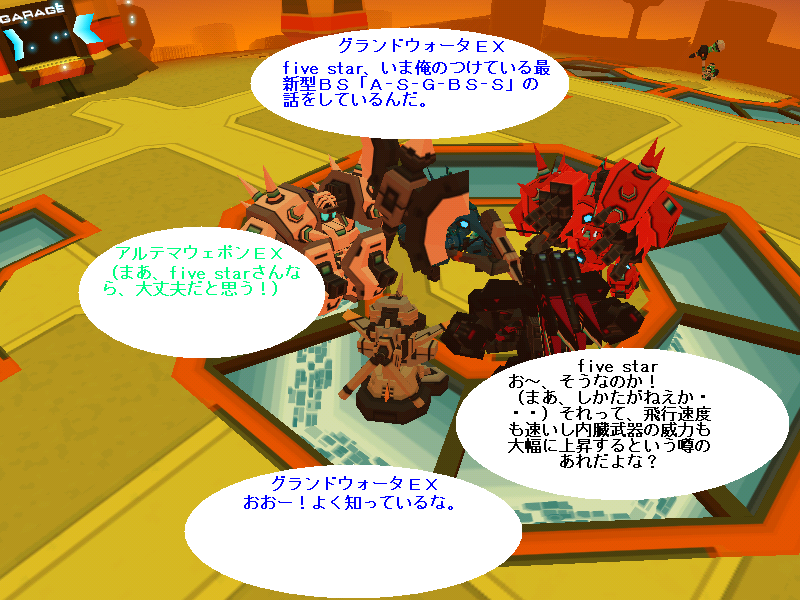 GARAGE
グランドウォータＥＸ
five star、いま俺のつけている最
新型ＢＳ「Ａ-Ｓ-Ｇ-ＢＳ-Ｓ」の
話をしているんだ。
アルテマウェポンＥＸ
（まあ、five starさんな
ら、大丈夫だと思う！）
five star
お～、そうなのか！
（まあ、しかたがねえか・
・・）それって、飛行速度
も速いし内臓武器の威力も
大幅に上昇するという噂の
あれだよな？
グランドウォータＥＸ
おおー！よく知っているな。